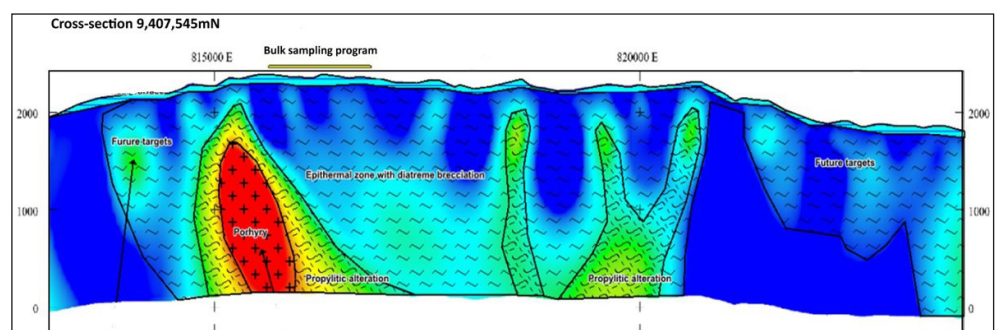 Cross-section 9,407,545mN
Bulk sampling program
815000 E
820000 E
2000
2000
Furure targets
Epithermal zone with diatreme brecciation
Future targets
1000
1000
Porhyry
Propylitic alteration
Propylitic alteration
0
0